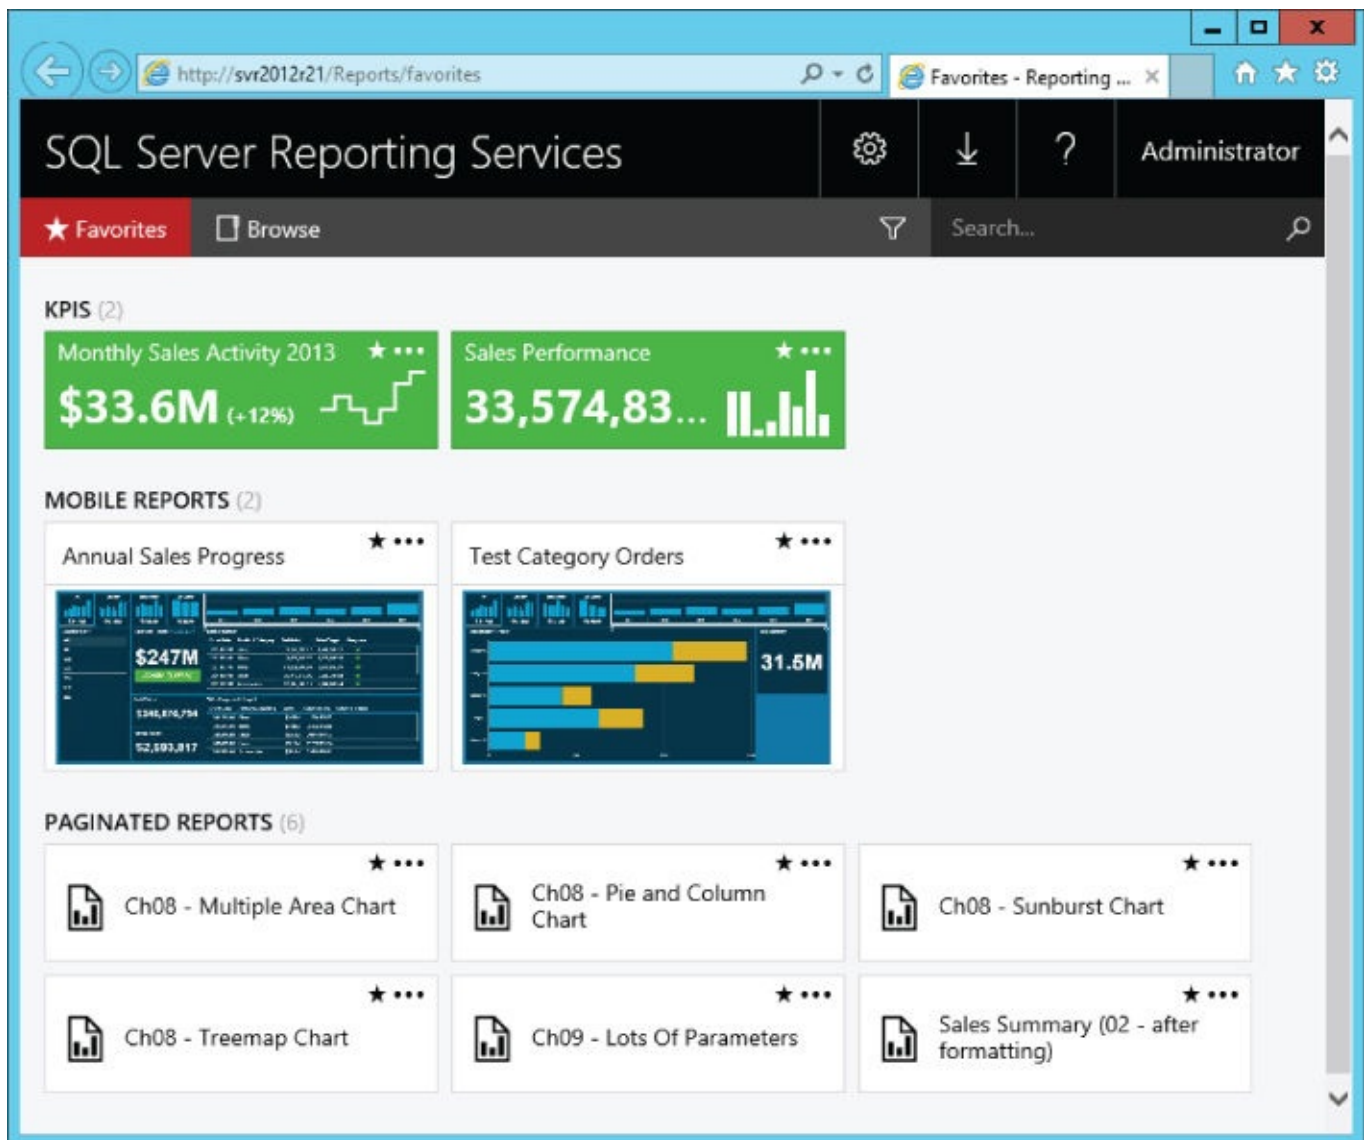 http://svr2012r21/Reports/favorites
Favorites - Reporting ...
SQL Server Reporting Services
?
Administrator
Favorites
Browse
Search...
KPIS (2)
Monthly Sales Activity 2013
$33.6M (+12%)
Sales Performance
33,574,83...
MOBILE REPORTS (2)
Annual Sales Progress
Test Category Orders
$247M
31.5M
PAGINATED REPORTS (6)
Ch08 - Multiple Area Chart
Ch08 - Pie and Column
Chart
Ch08 - Sunburst Chart
Ch08 - Treemap Chart
Ch09 - Lots Of Parameters
Sales Summary (02 - after
formatting)